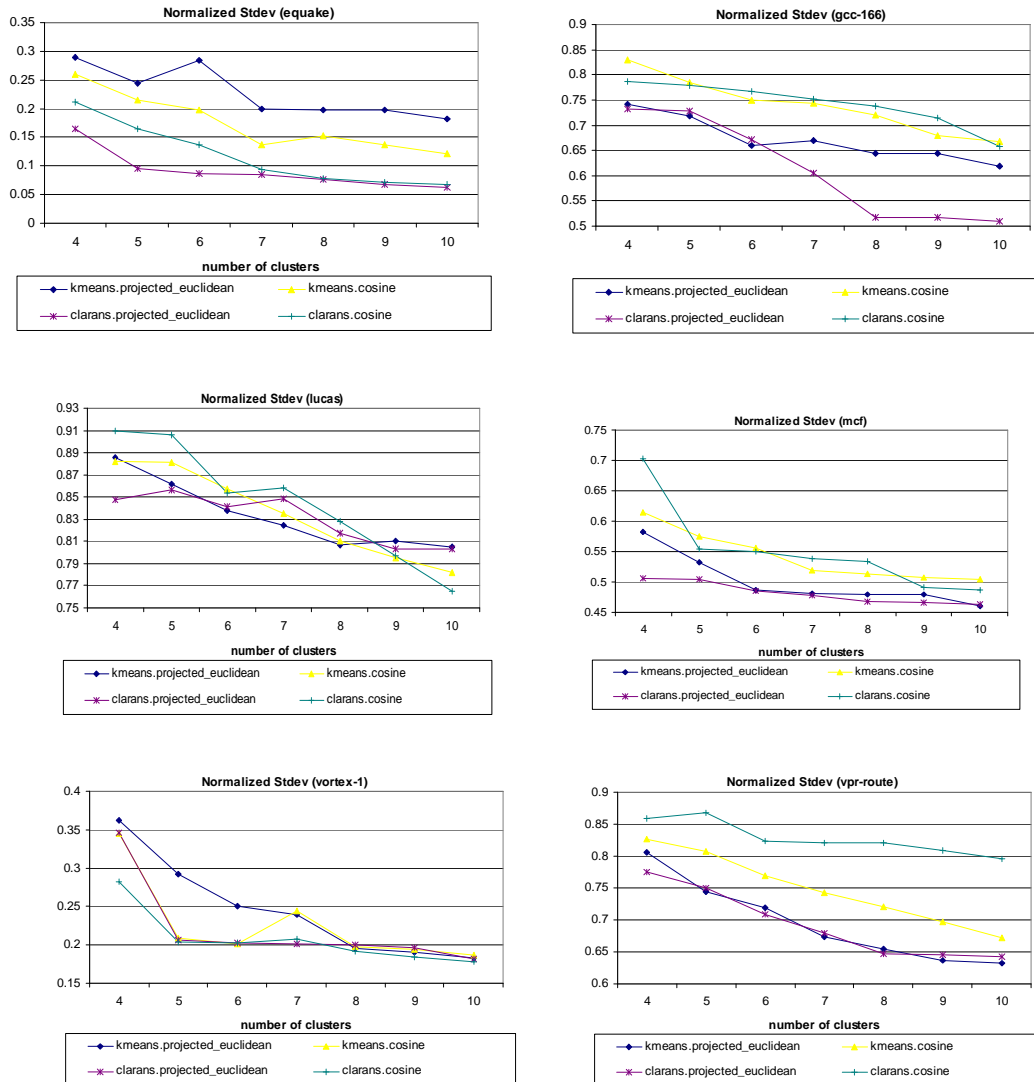 Normalized Stdev (equake)
0.35
0.3
0.25
0.2
0.15
0.1
0.05
0
4 5 6 7 8 9 10
number of clusters
kmeans.projected_euclidean kmeans.cosine
clarans.projected_euclidean clarans.cosine
Normalized Stdev (gcc-166)
0.9
0.85
0.8
0.75
0.7
0.65
0.6
0.55
0.5
4 5 6 7 8 9 10
kmeans.projected_euclidean kmeans.cosine
clarans.projected_euclidean clarans.cosine
Normalized Stdev (lucas)
0.93
0.91
0.89
0.87
0.85
0.83
0.81
0.79
0.77
0.75
4 5 6 7 8 9 10
number of clusters
kmeans.projected_euclidean kmeans.cosine
clarans.projected_euclidean clarans.cosine
Normalized Stdev (mcf)
0.75
0.7
0.65
0.6
0.55
0.5
0.45
4 5 6 7 8 9 10
number of clusters
kmeans.projected_euclidean kmeans.cosine
clarans.projected_euclidean clarans.cosine
Normalized Stdev (vortex-1)
0.4
0.35
0.3
0.25
0.2
0.15
4 5 6 7 8 9 10
number of clusters
kmeans.projected_euclidean kmeans.cosine
clarans.projected_euclidean clarans.cosine
Normalized Stdev (vpr-route)
0.9
0.85
0.8
0.75
0.7
0.65
0.6
4 5 6 7 8 9 10
number of clusters
kmeans.projected_euclidean kmeans.cosine
clarans.projected_euclidean clarans.cosine